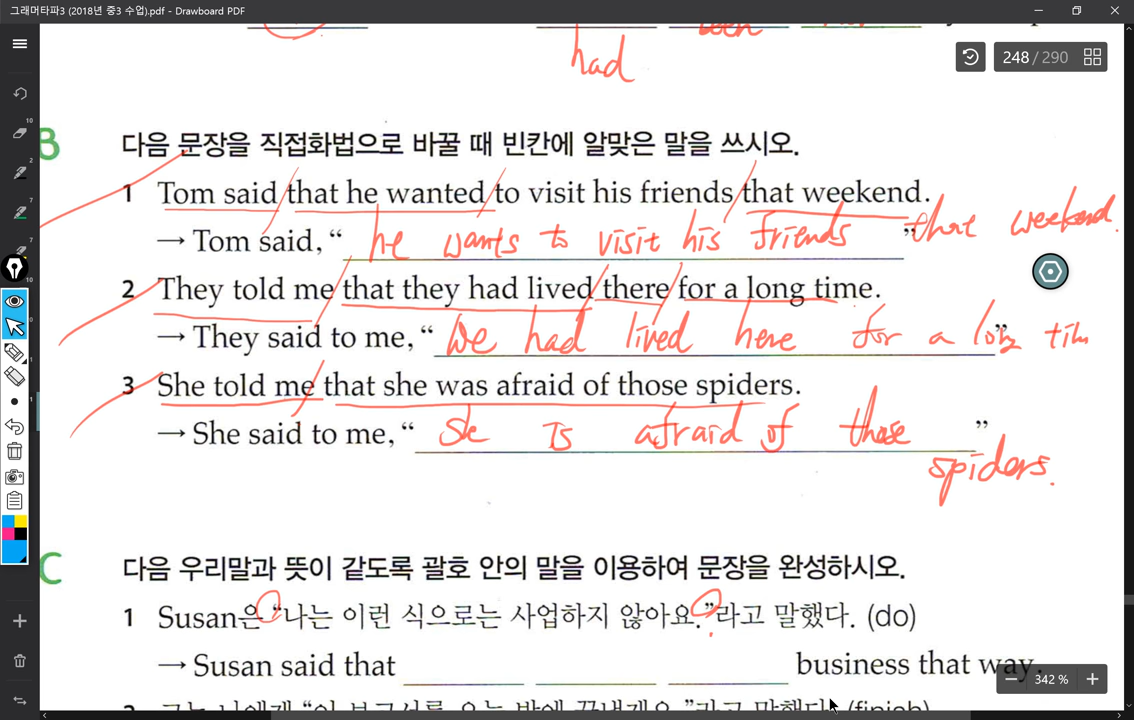 그래머타파3 (2018년 중3 수업).pdf - Drawboard PDF
been
had
248 / 290
B 다음 문장을 직접화법으로 바꿀 때 빈칸에 알맞은 말을 쓰시오.
1 Tom said that he wanted to visit his friends that weekend.
→ Tom said, “ he wants to visit his friends ” that weekend.
2 They told me that they had lived there for a long time.
→ They said to me, “ We had lived here for a long ” tim
3 She told me that she was afraid of those spiders.
→ She said to me, “ She is afraid of those ”
spiders.
C 다음 우리말과 뜻이 같도록 괄호 안의 말을 이용하여 문장을 완성하시오.
1 Susan은 “나는 이런 식으로는 사업하지 않아요.”라고 말했다. (do)
→ Susan said that business that way.
342 %